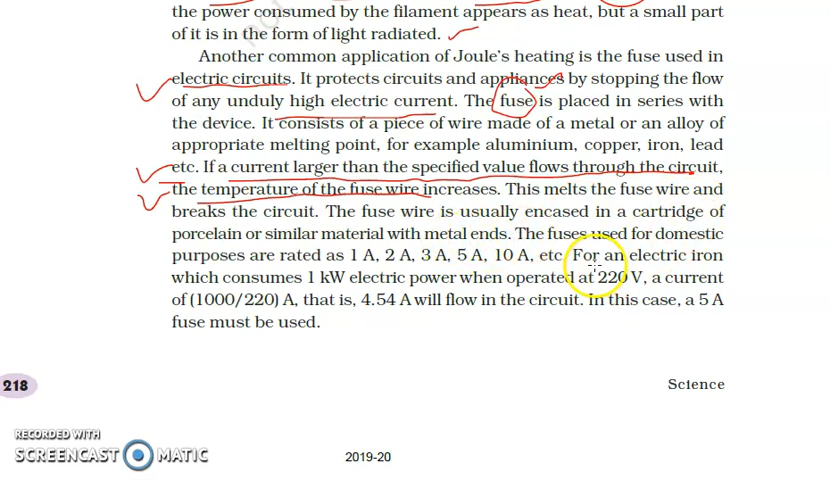 the power consumed by the filament appears as heat, but a small part
of it is in the form of light radiated.
Another common application of Joule's heating is the fuse used in
electric circuits. It protects circuits and appliances by stopping the flow
of any unduly high electric current. The fuse is placed in series with
the device. It consists of a piece of wire made of a metal or an alloy of
appropriate melting point, for example aluminium, copper, iron, lead
etc. If a current larger than the specified value flows through the circuit,
the temperature of the fuse wire increases. This melts the fuse wire and
breaks the circuit. The fuse wire is usually encased in a cartridge of
porcelain or similar material with metal ends. The fuses used for domestic
purposes are rated as 1 A, 2 A, 3 A, 5 A, 10 A, etc. For an electric iron
which consumes 1 kW electric power when operated at 220 V, a current
of (1000/220) A, that is, 4.54 A will flow in the circuit. In this case, a 5 A
fuse must be used.
218
Science
RECORDED WITH
SCREENCAST MATIC
2019-20